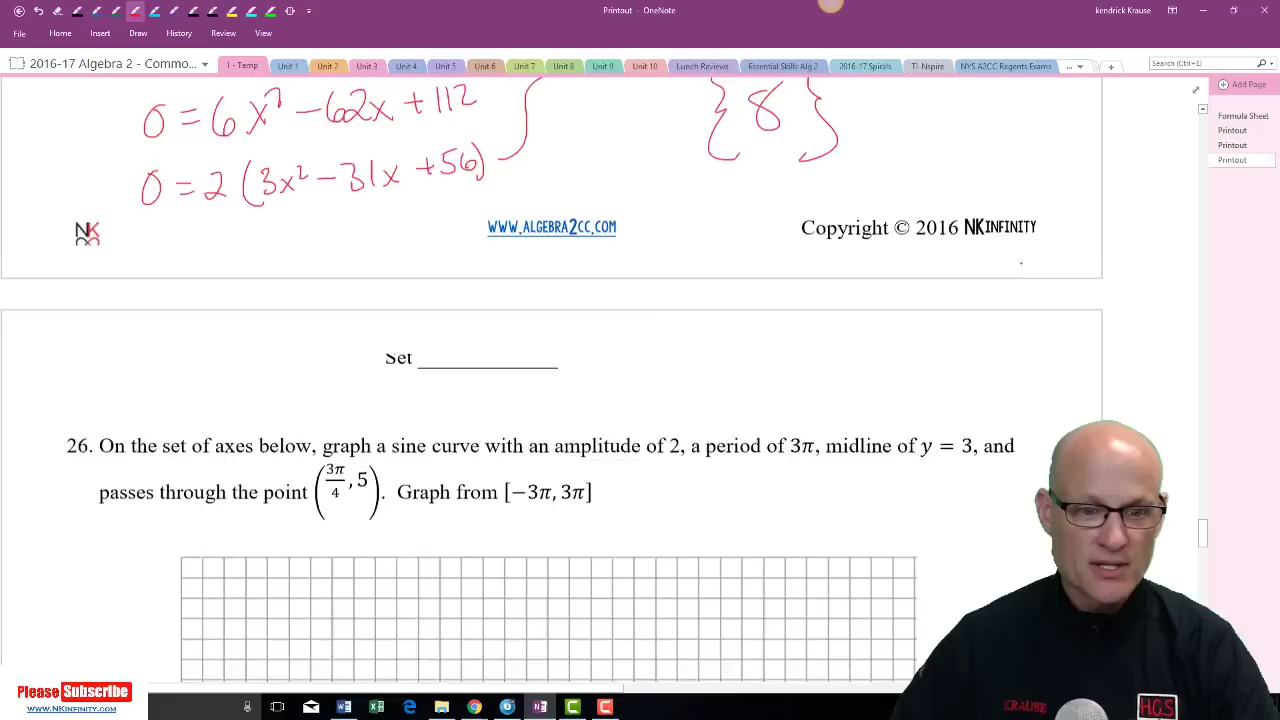 Printout - OneNote
kendrick Krause
File Home Insert Draw History Review View
2016-17 Algebra 2 - Commo...
1 - Temp Unit 1 Unit 2 Unit 3 Unit 4 Unit 5 Unit 6 Unit 7 Unit 8 Unit 9 Unit 10 Lunch Reviews Essential Skills Alg 2 2016-17 Spirals TI-Nspire NYS A2CC Regents Exams ...
Search (Ctrl+E)
Add Page
Formula Sheet
Printout
Printout
Printout
0 = 6x² - 62x + 112
{8}
0 = 2 (3x² - 31x + 56)
NK
WWW.ALGEBRA2CC.COM
Copyright © 2016 NKINFINITY
Set ____________
26. On the set of axes below, graph a sine curve with an amplitude of 2, a period of 3π, midline of y = 3, and
passes through the point (3π/4, 5). Graph from [−3π, 3π]
Please Subscribe
www.NKinfinity.com
KRAUSE
H.G.S